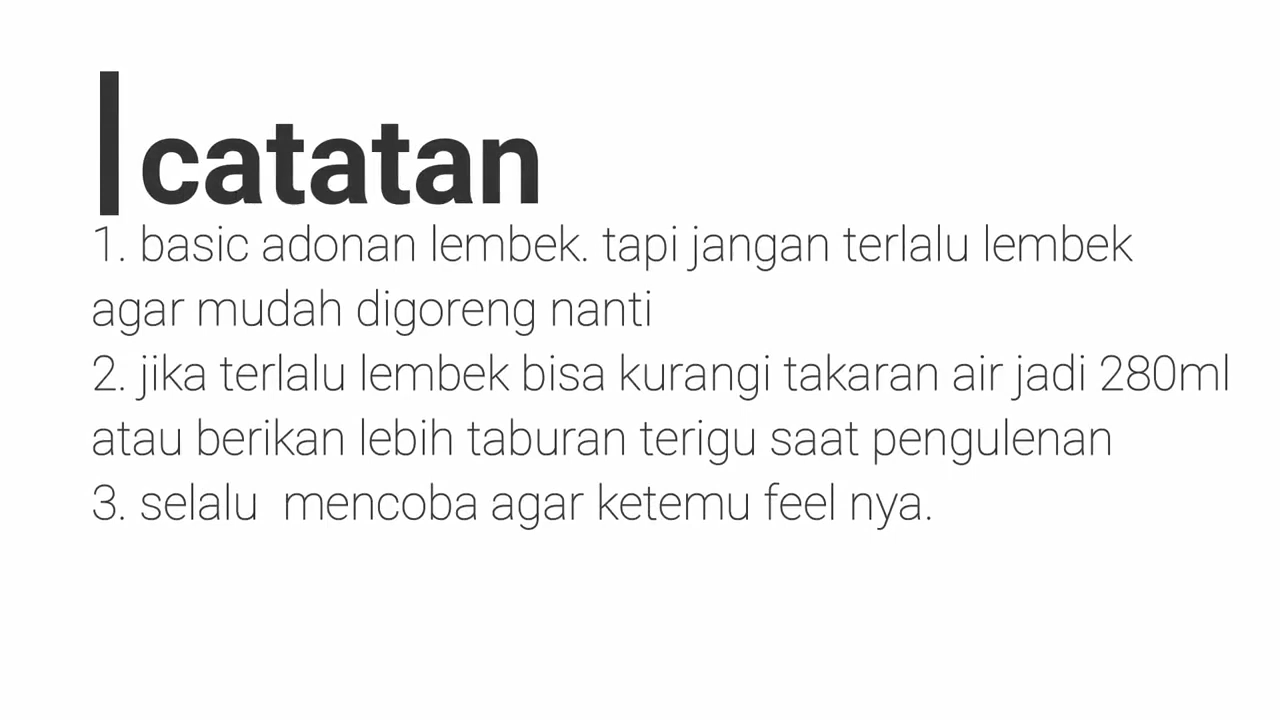 catatan
1. basic adonan lembek. tapi jangan terlalu lembek
agar mudah digoreng nanti
2. jika terlalu lembek bisa kurangi takaran air jadi 280ml
atau berikan lebih taburan terigu saat pengulenan
3. selalu  mencoba agar ketemu feel nya.